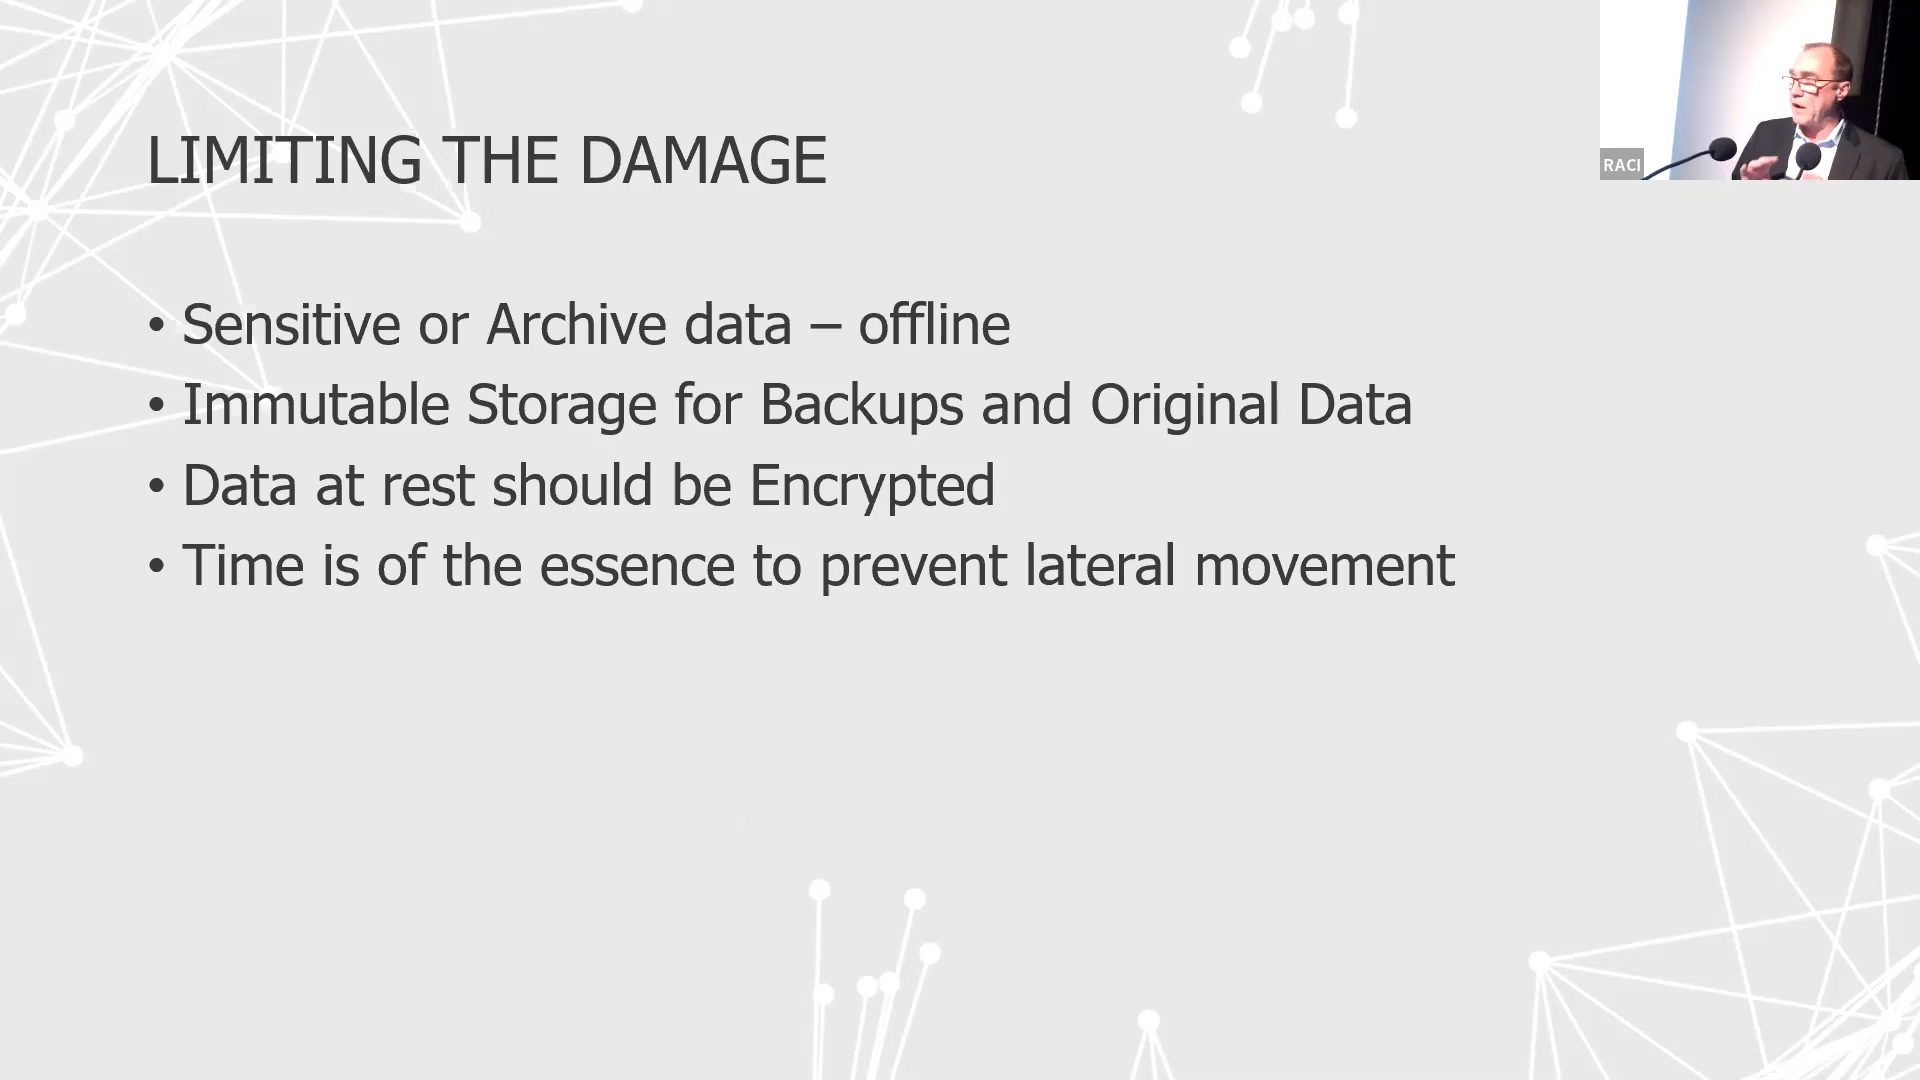 LIMITING THE DAMAGE
• Sensitive or Archive data – offline
• Immutable Storage for Backups and Original Data
• Data at rest should be Encrypted
• Time is of the essence to prevent lateral movement
RACI